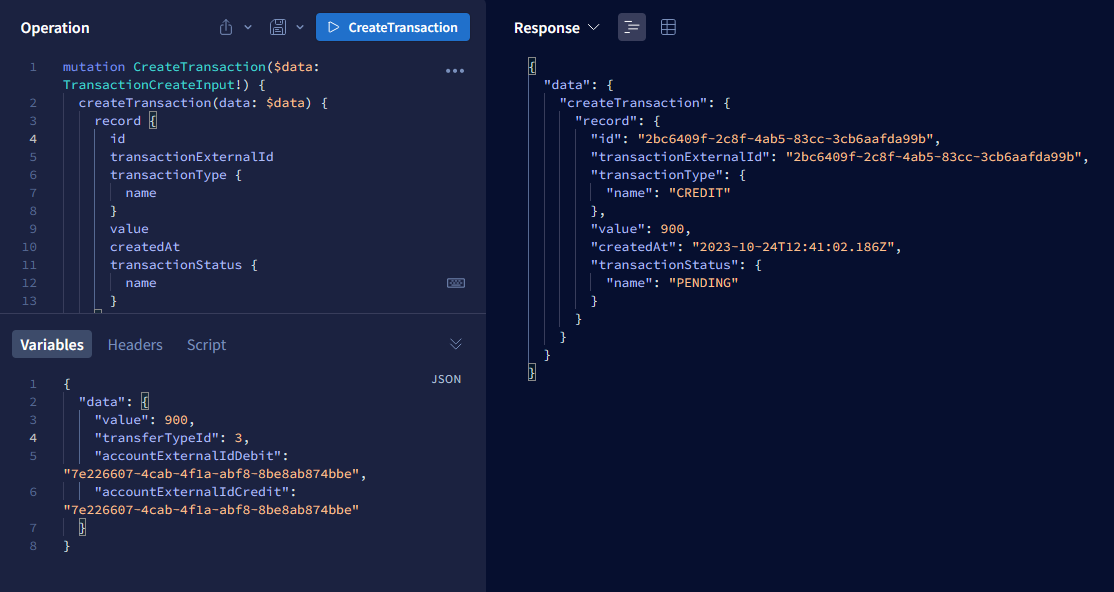 Operation
CreateTransaction
1 mutation CreateTransaction($data:
TransactionCreateInput!) {
2 createTransaction(data: $data) {
3 record {
4 id
5 transactionExternalId
6 transactionType {
7 name
8 }
9 value
10 createdAt
11 transactionStatus {
12 name
13 }
Variables Headers Script
JSON
1 {
2 "data": {
3 "value": 900,
4 "transferTypeId": 3,
5 "accountExternalIdDebit":
"7e226607-4cab-4f1a-abf8-8be8ab874bbe",
6 "accountExternalIdCredit":
"7e226607-4cab-4f1a-abf8-8be8ab874bbe"
7 }
8 }
Response
{
"data": {
"createTransaction": {
"record": {
"id": "2bc6409f-2c8f-4ab5-83cc-3cb6aafda99b",
"transactionExternalId": "2bc6409f-2c8f-4ab5-83cc-3cb6aafda99b",
"transactionType": {
"name": "CREDIT"
},
"value": 900,
"createdAt": "2023-10-24T12:41:02.186Z",
"transactionStatus": {
"name": "PENDING"
}
}
}
}
}